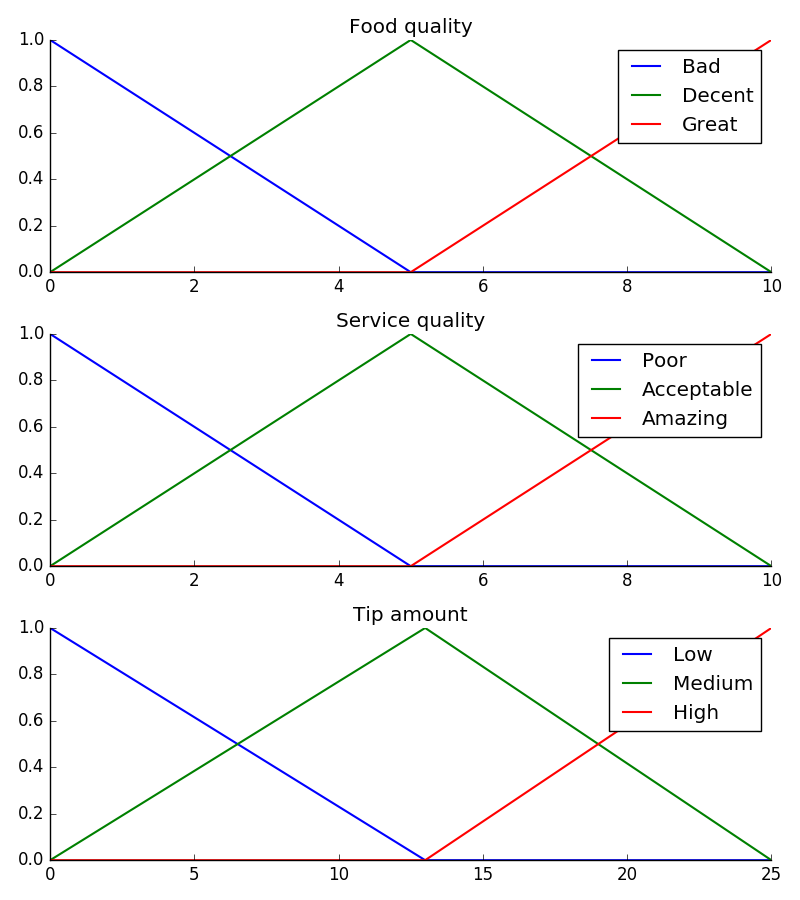 Food quality
1.0
0.8
0.6
0.4
0.2
0.0
0 2 4 6 8 10
Bad
Decent
Great
Service quality
1.0
0.8
0.6
0.4
0.2
0.0
0 2 4 6 8 10
Poor
Acceptable
Amazing
Tip amount
1.0
0.8
0.6
0.4
0.2
0.0
0 5 10 15 20 25
Low
Medium
High